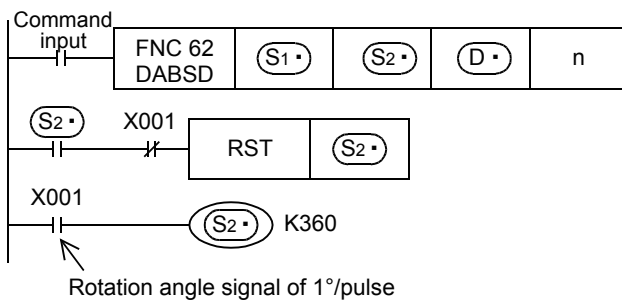 Command
input
FNC 62
DABSD
S1・
S2・
D・
n
S2・
X001
RST
S2・
X001
S2・
K360
Rotation angle signal of 1°/pulse